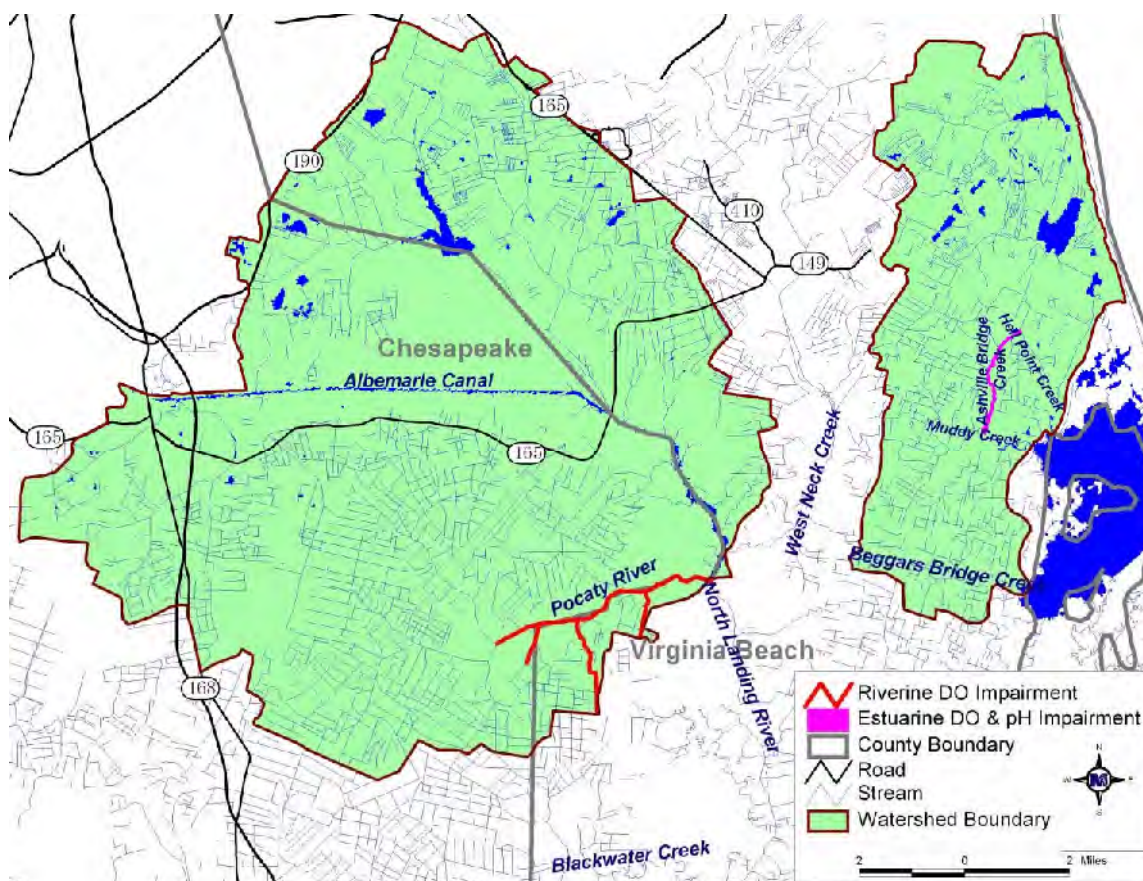 165
190
410
149
Chesapeake
Albemarle Canal
165
165
Ashville Bridge
Creek
Hell Point Creek
Muddy Creek
West Neck Creek
Beggars Bridge Creek
Pocaty River
North Landing River
Virginia Beach
168
Blackwater Creek
Riverine DO Impairment
Estuarine DO & pH Impairment
County Boundary
Road
Stream
Watershed Boundary
N
W
M
E
S
2 0 2 Miles